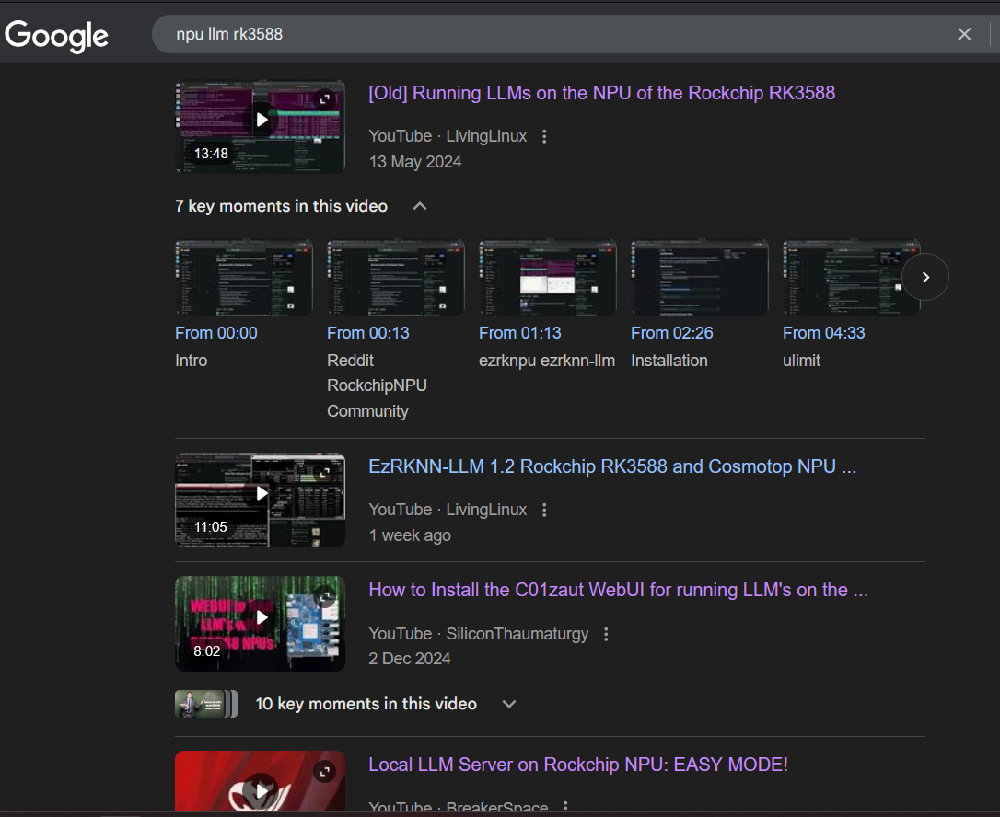 Google
npu llm rk3588
[Old] Running LLMs on the NPU of the Rockchip RK3588
YouTube · LivingLinux
13 May 2024
13:48
7 key moments in this video
From 00:00
Intro
From 00:13
Reddit
RockchipNPU
Community
From 01:13
ezrknpu ezrknn-llm
From 02:26
Installation
From 04:33
ulimit
EzRKNN-LLM 1.2 Rockchip RK3588 and Cosmotop NPU ...
YouTube · LivingLinux
1 week ago
11:05
How to Install the C01zaut WebUI for running LLM's on the ...
YouTube · SiliconThaumaturgy
2 Dec 2024
WEBUI to
LLM's
NPUs
8:02
10 key moments in this video
Local LLM Server on Rockchip NPU: EASY MODE!
YouTube · BreakerSpace